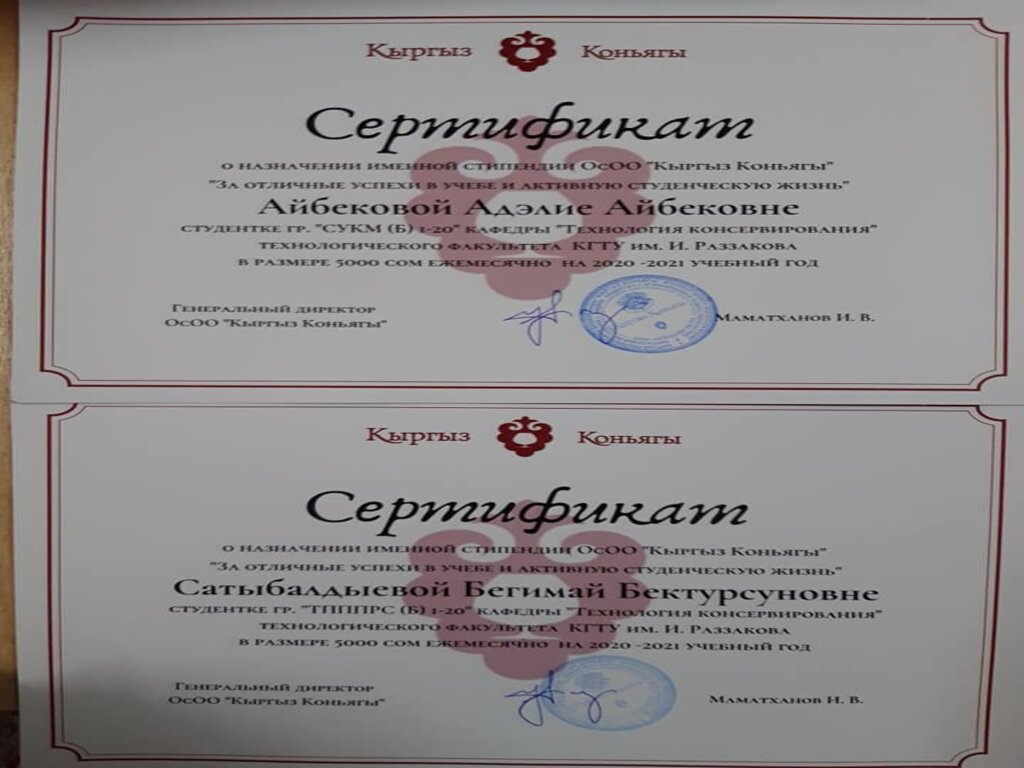 Кыргыз Коньягы
Сертификат
о назначении именной стипендии ОсОО "Кыргыз Коньягы"
"За отличные успехи в учебе и активную студенческую жизнь"
Айбековой Адэлие Айбековне
студентке гр. "СУКМ (Б) 1-20" кафедры "Технология консервирования"
технологического факультета КГТУ им. И. Раззакова
в размере 5000 сом ежемесячно на 2020 -2021 учебный год
Генеральный директор
ОсОО "Кыргыз Коньягы"
Маматханов И. В.
Кыргыз Коньягы
Сертификат
о назначении именной стипендии ОсОО "Кыргыз Коньягы"
"За отличные успехи в учебе и активную студенческую жизнь"
Сатыбалдыевой Бегимай Бектурсуновне
студентке гр. "ТПППРС (Б) 1-20" кафедры "Технология консервирования"
технологического факультета КГТУ им. И. Раззакова
в размере 5000 сом ежемесячно на 2020 -2021 учебный год
Генеральный директор
ОсОО "Кыргыз Коньягы"
Маматханов И. В.